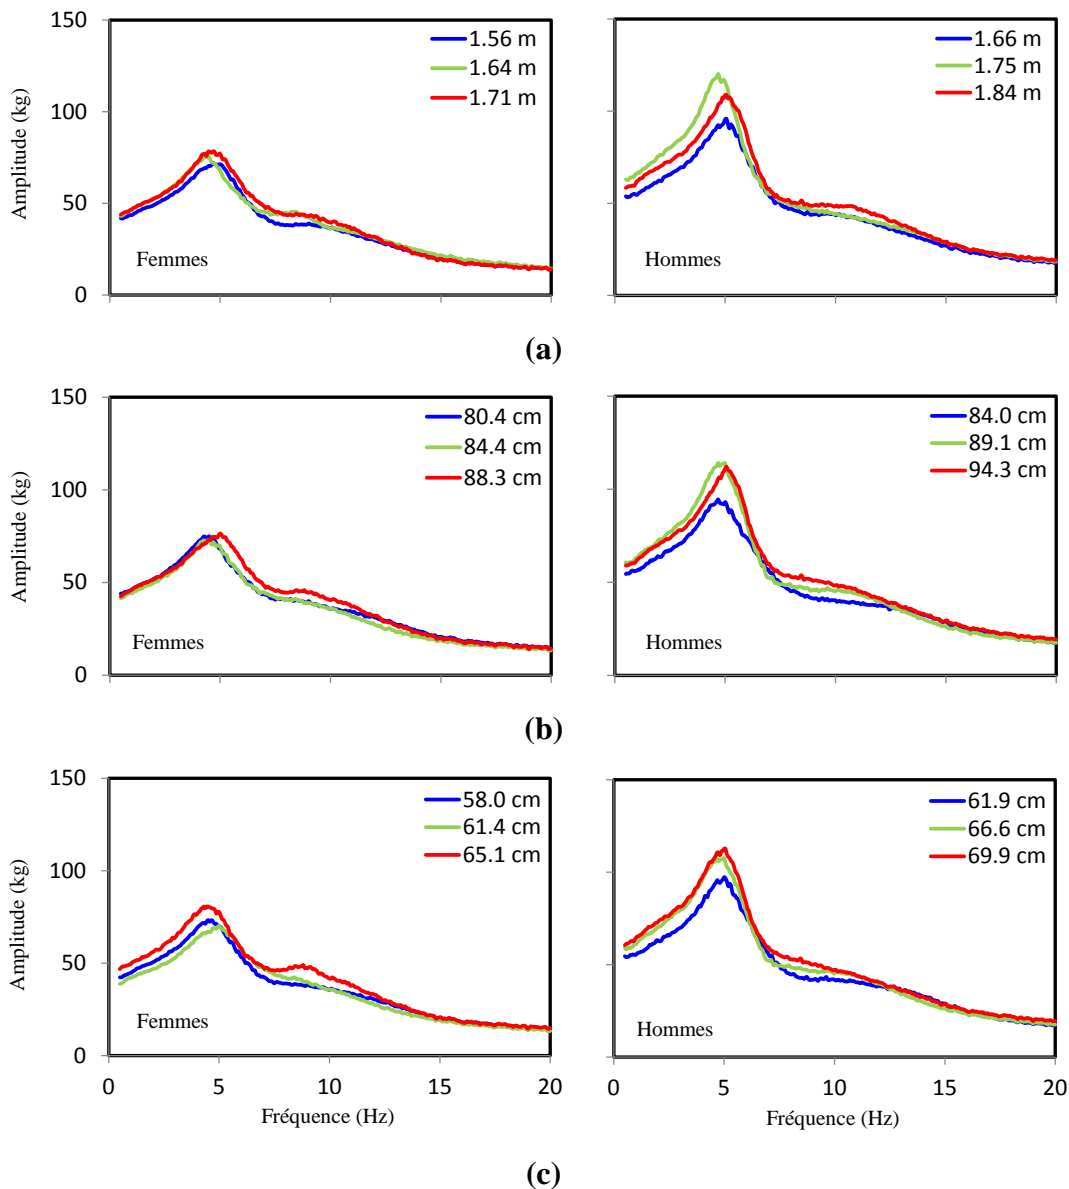 150
100
50
0
Amplitude (kg)
1.56 m
1.64 m
1.71 m
Femmes
1.66 m
1.75 m
1.84 m
Hommes
(a)
150
100
50
0
Amplitude (kg)
80.4 cm
84.4 cm
88.3 cm
Femmes
84.0 cm
89.1 cm
94.3 cm
Hommes
(b)
150
100
50
0
Amplitude (kg)
58.0 cm
61.4 cm
65.1 cm
Femmes
61.9 cm
66.6 cm
69.9 cm
Hommes
0 5 10 15 20
0 5 10 15 20
Fréquence (Hz)
Fréquence (Hz)
(c)